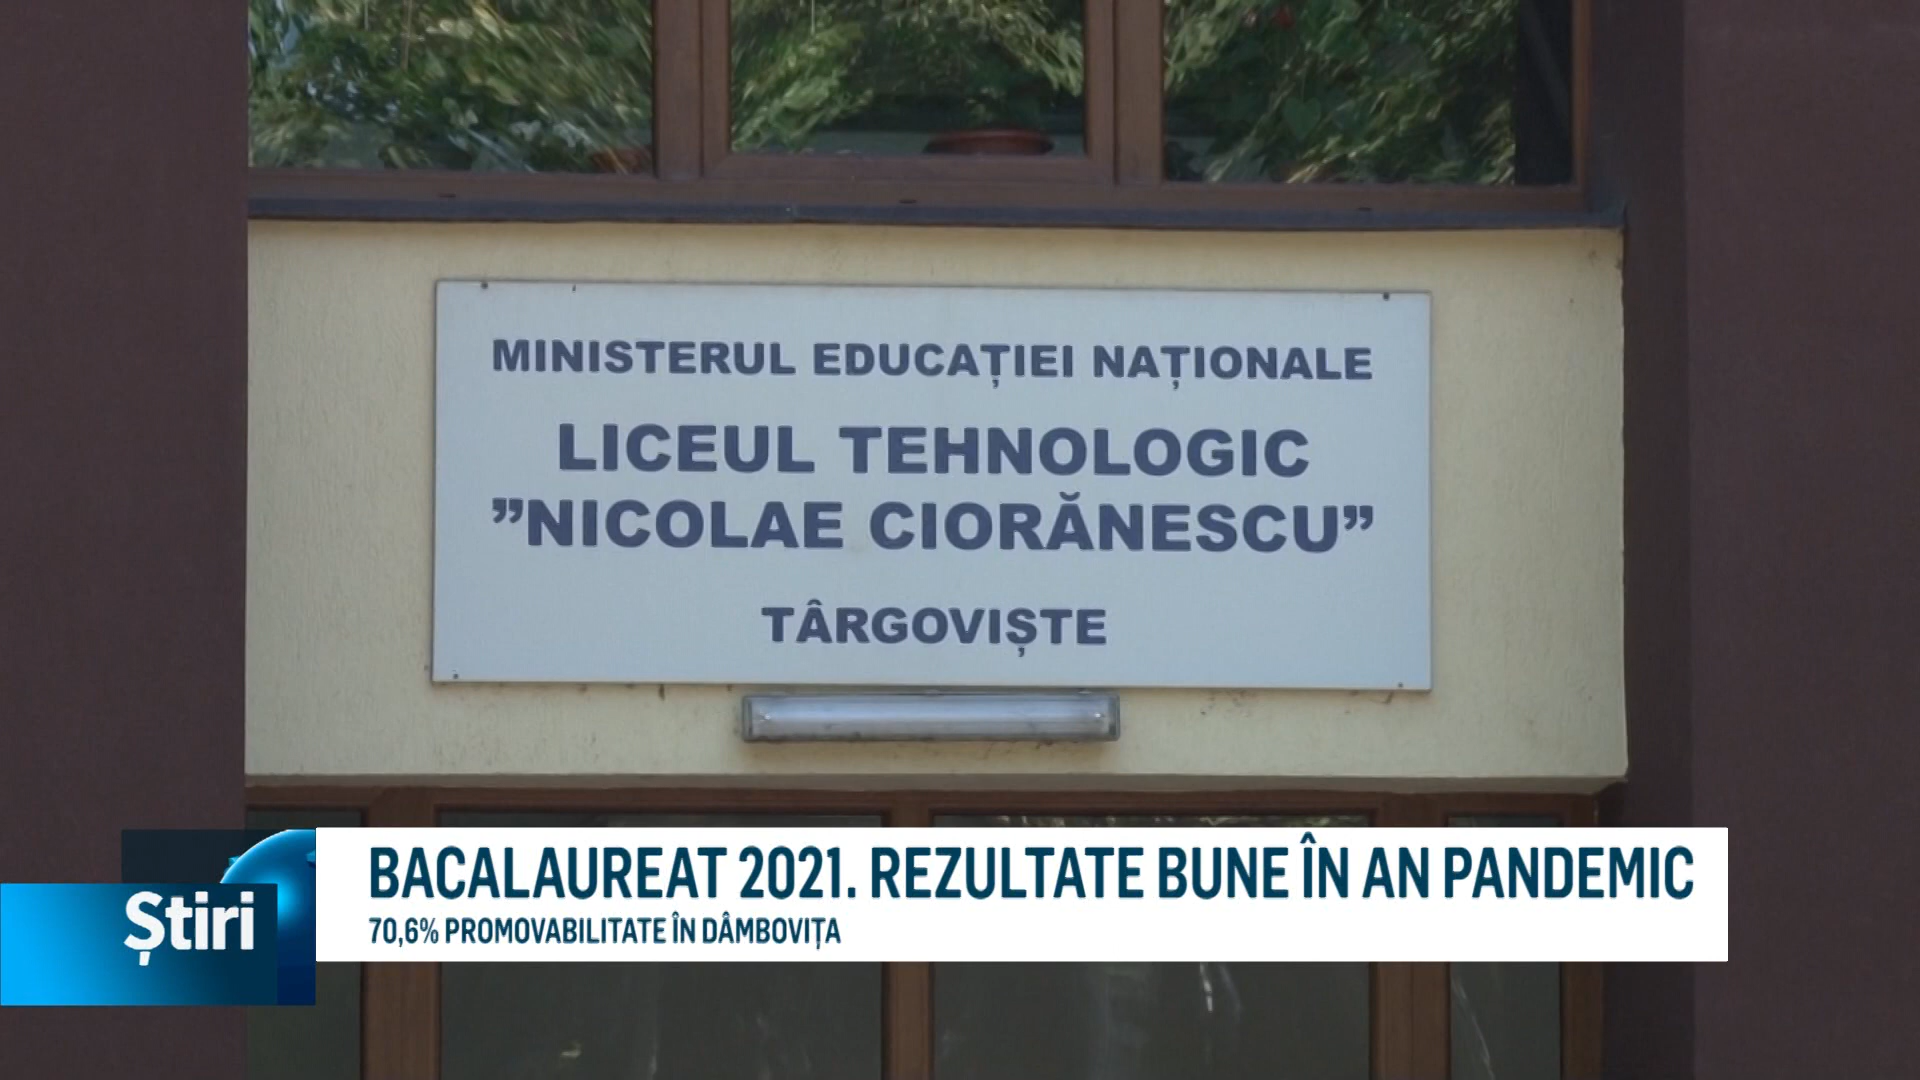 MINISTERUL EDUCAȚIEI NAȚIONALE
LICEUL TEHNOLOGIC
”NICOLAE CIORĂNESCU”
TÂRGOVIȘTE
Știri
BACALAUREAT 2021. REZULTATE BUNE ÎN AN PANDEMIC
70,6% PROMOVABILITATE ÎN DÂMBOVIȚA